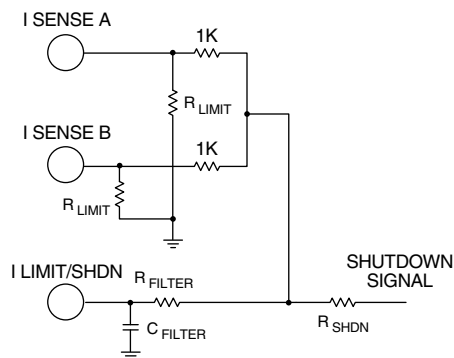 I SENSE A
1K
R LIMIT
I SENSE B
1K
R LIMIT
I LIMIT/SHDN
R FILTER
SHUTDOWN
SIGNAL
C FILTER
R SHDN